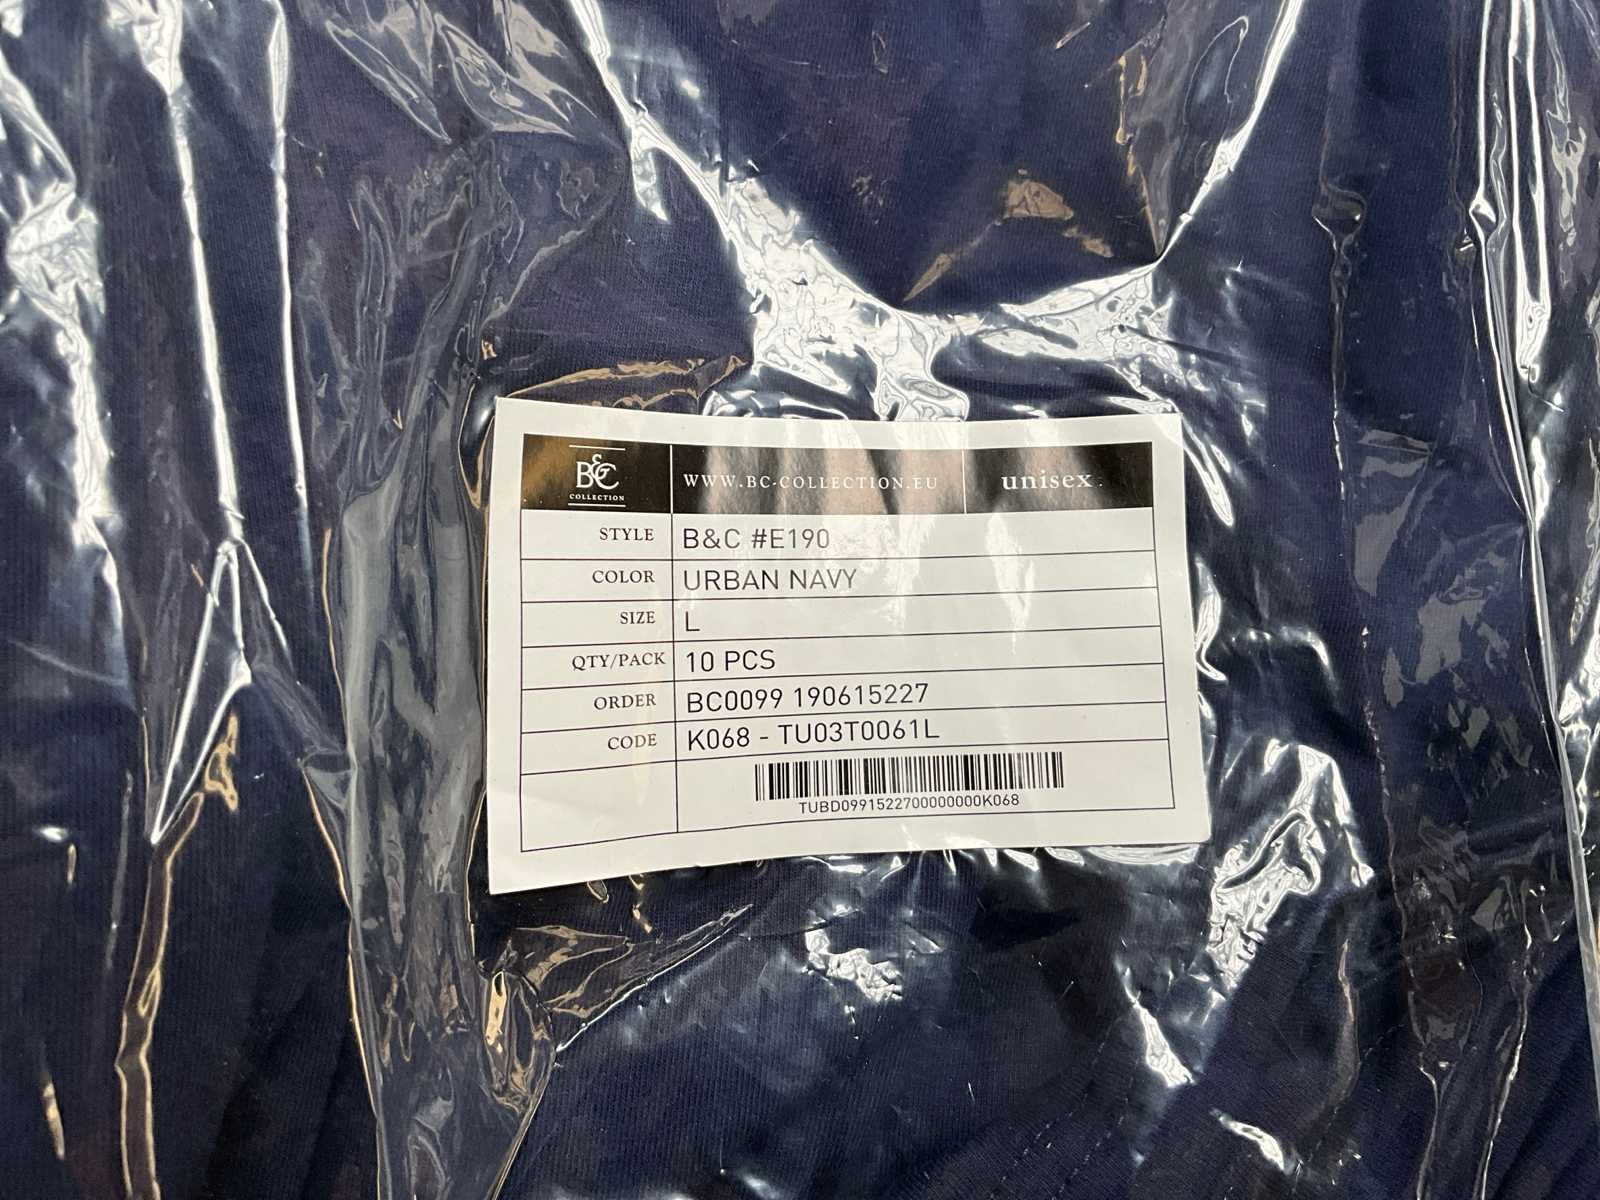 B&C
COLLECTION
WWW.BC-COLLECTION.EU
unisex
STYLE B&C #E190
COLOR URBAN NAVY
SIZE L
QTY/PACK 10 PCS
ORDER BC0099 190615227
CODE K068 - TU03T0061L
TUBD0991522700000000K068